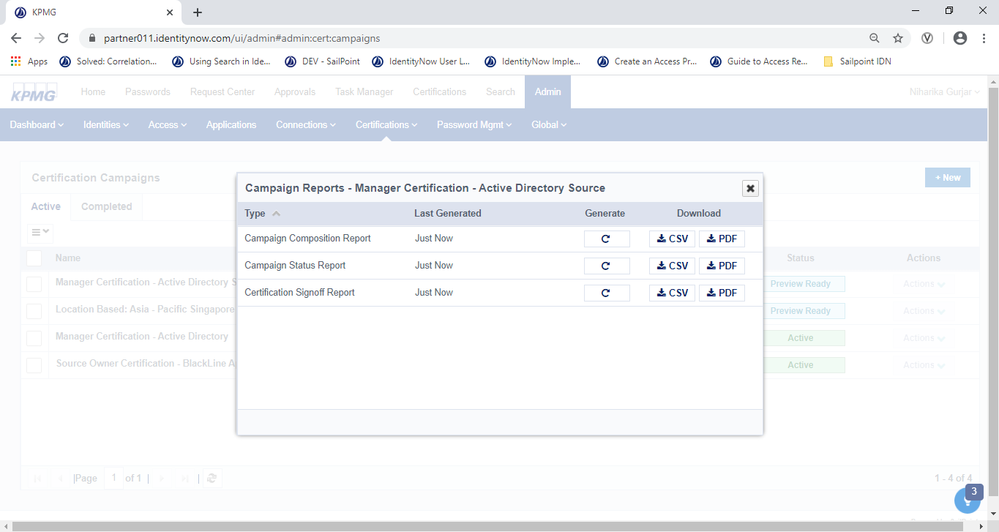 KPMG
partner011.identitynow.com/ui/admin#admin:cert:campaigns
Apps Solved: Correlation... Using Search in Ide... DEV - SailPoint IdentityNow User L... IdentityNow Imple... Create an Access Pr... Guide to Access Re... Sailpoint IDN
KPMG Home Passwords Request Center Approvals Task Manager Certifications Search Admin Niharika Gurjar
Dashboard Identities Access Applications Connections Certifications Password Mgmt Global
Certification Campaigns + New
Active Completed
Campaign Reports - Manager Certification - Active Directory Source
Type Last Generated Generate Download
Campaign Composition Report Just Now CSV PDF
Campaign Status Report Just Now CSV PDF
Certification Signoff Report Just Now CSV PDF
Name Status Actions
Manager Certification - Active Directory S Preview Ready Actions
Location Based: Asia - Pacific Singapore Preview Ready Actions
Manager Certification - Active Directory Active Actions
Source Owner Certification - BlackLine A Active Actions
|Page 1 of 1 | | 1 - 4 of 4
3